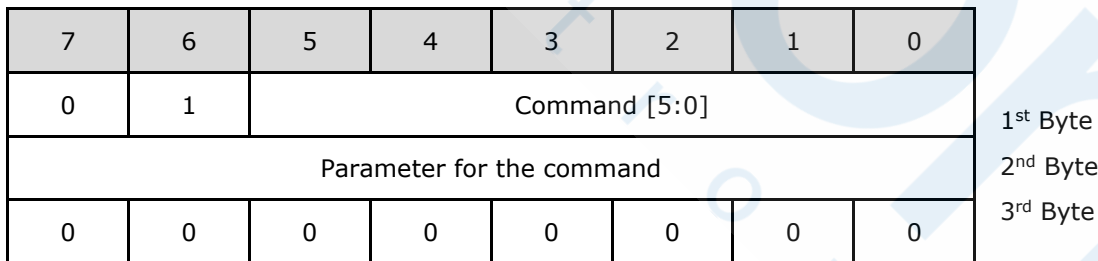 7 6 5 4 3 2 1 0
0 1 Command [5:0]
1st Byte
Parameter for the command
2nd Byte
3rd Byte
0 0 0 0 0 0 0 0